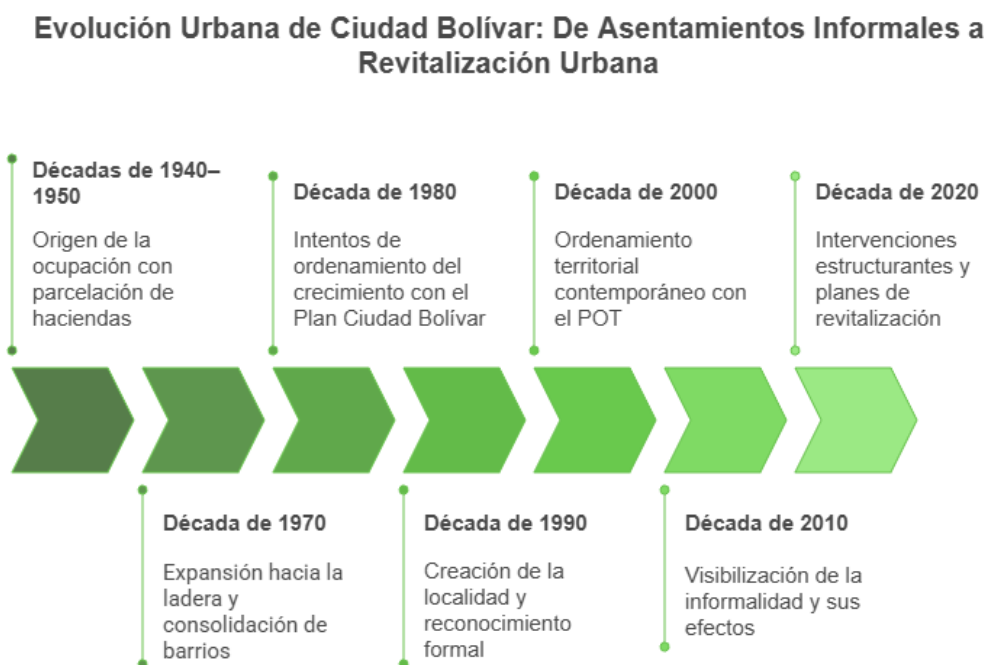 Evolución Urbana de Ciudad Bolívar: De Asentamientos Informales a
Revitalización Urbana
Décadas de 1940–
1950
Origen de la
ocupación con
parcelación de
haciendas
Década de 1980
Intentos de
ordenamiento del
crecimiento con el
Plan Ciudad Bolívar
Década de 2000
Ordenamiento
territorial
contemporáneo con
el POT
Década de 2020
Intervenciones
estructurantes y
planes de
revitalización
Década de 1970
Expansión hacia la
ladera y
consolidación de
barrios
Década de 1990
Creación de la
localidad y
reconocimiento
formal
Década de 2010
Visibilización de la
informalidad y sus
efectos